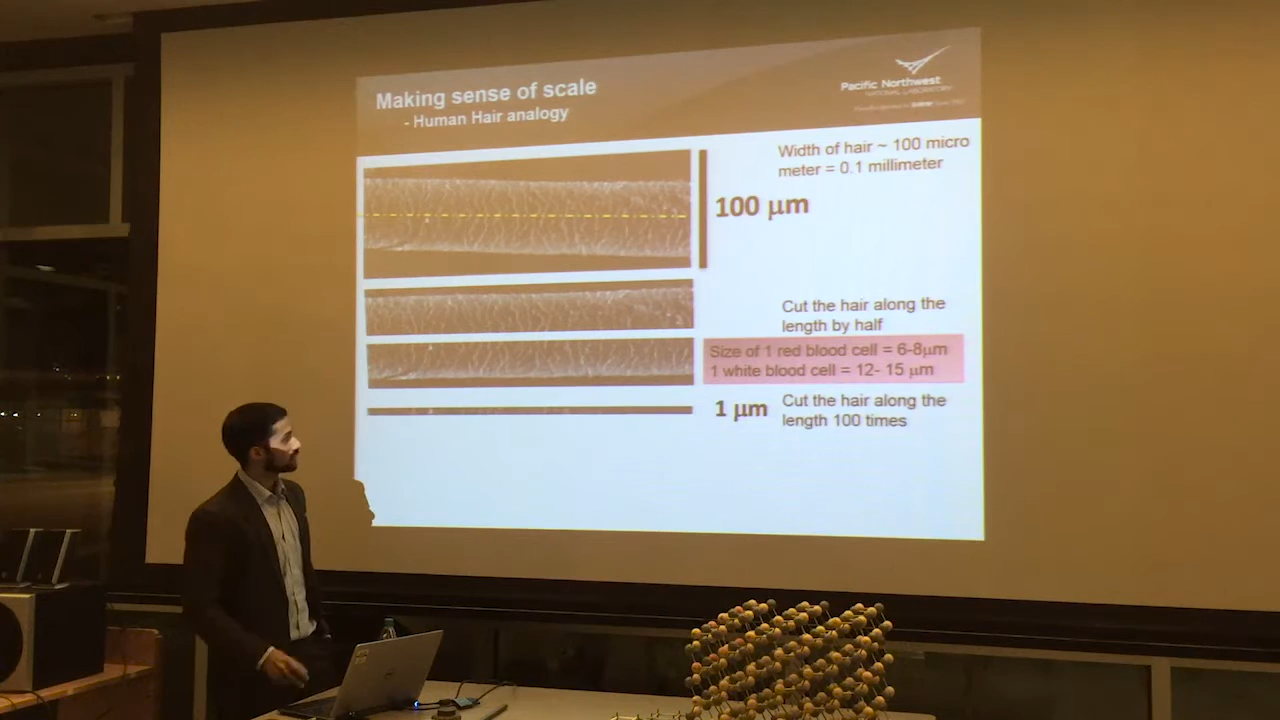 Making sense of scale
- Human Hair analogy
Pacific Northwest
NATIONAL LABORATORY
Width of hair ~ 100 micro
meter = 0.1 millimeter
100 μm
Cut the hair along the
length by half
Size of 1 red blood cell = 6-8μm
1 white blood cell = 12- 15 μm
1 μm
Cut the hair along the
length 100 times